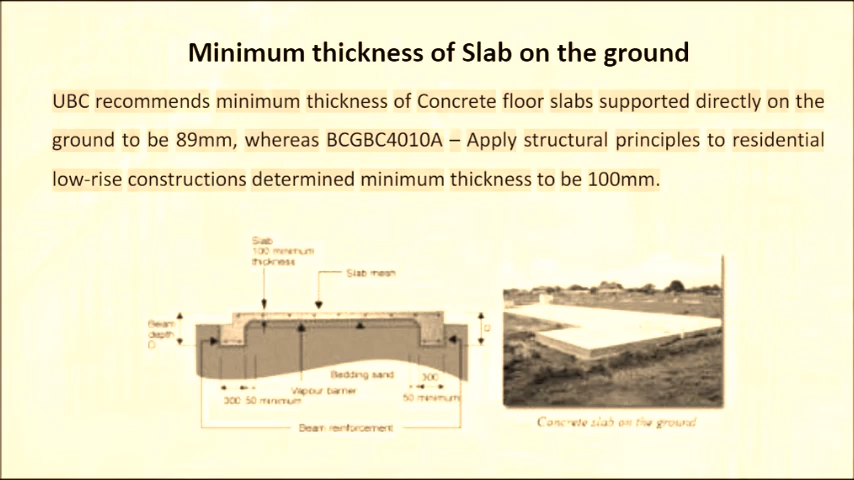 Minimum thickness of Slab on the ground
UBC recommends minimum thickness of Concrete floor slabs supported directly on the
ground to be 89mm, whereas BCGBC4010A – Apply structural principles to residential
low-rise constructions determined minimum thickness to be 100mm.
Slab
100 minimum
thickness
Slab mesh
Beam
depth
D
D
Bedding sand
300
Vapour barrier
300 50 minimum
50 minimum
Beam reinforcement
Concrete slab on the ground